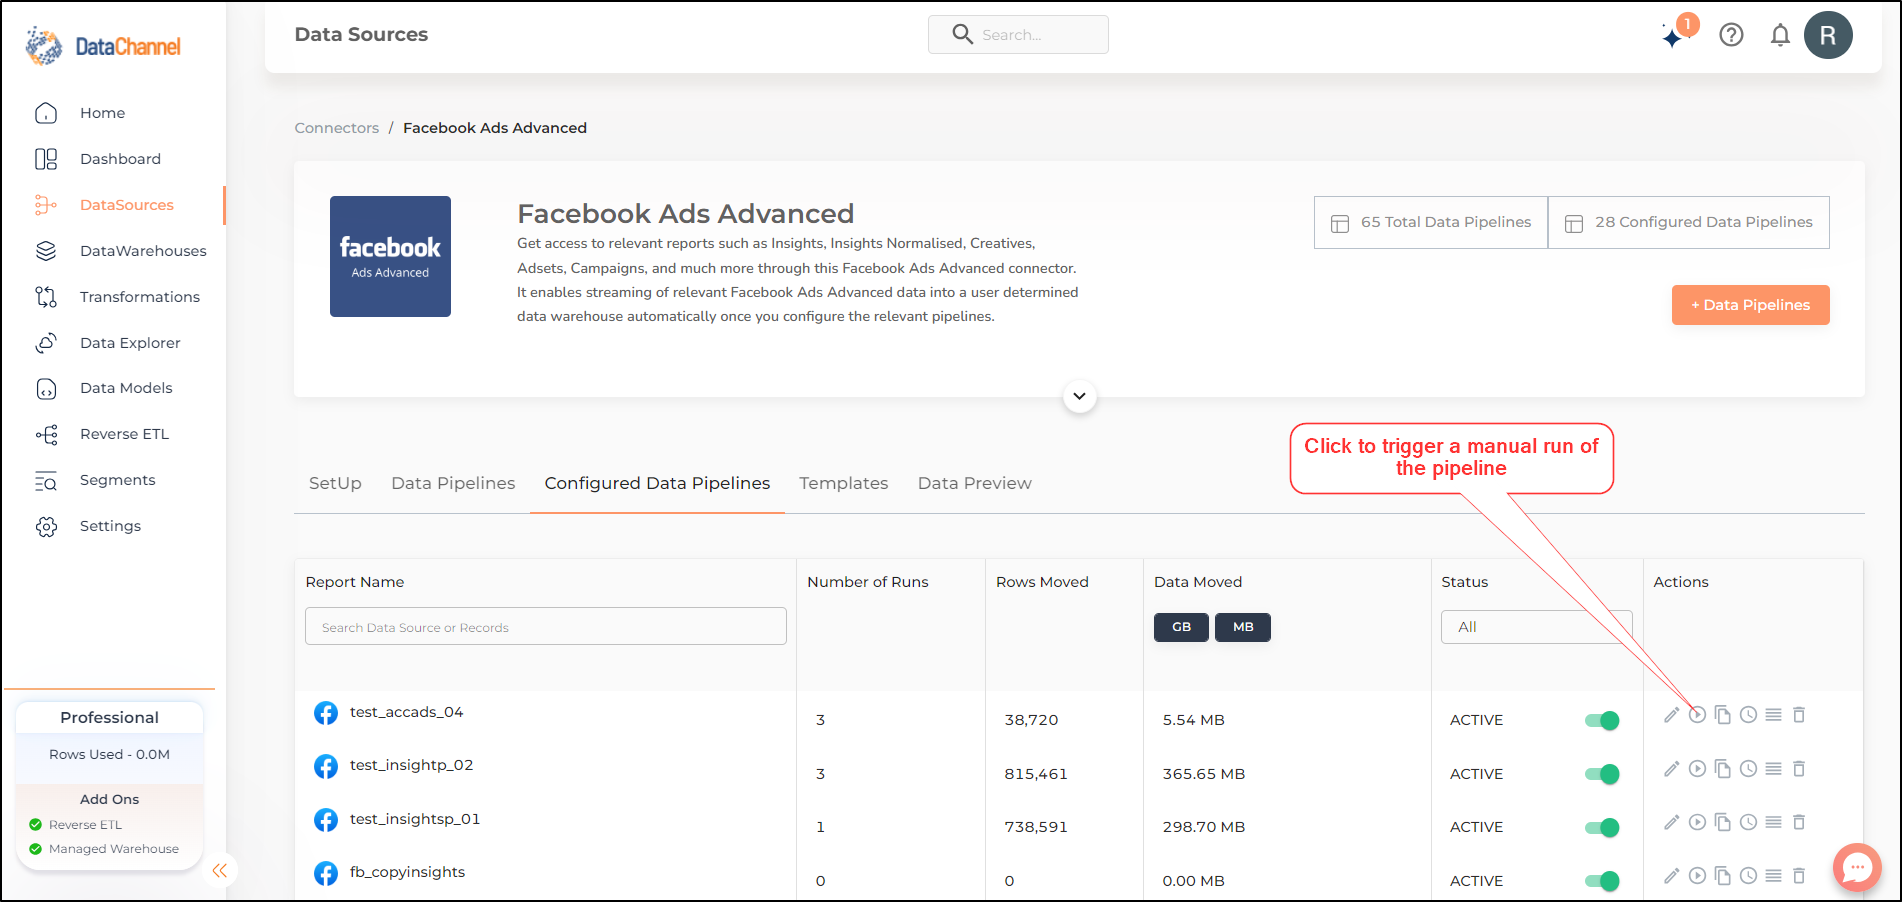 DataChannel
Data Sources
Search...
1
R
Home
Dashboard
DataSources
DataWarehouses
Transformations
Data Explorer
Data Models
Reverse ETL
Segments
Settings
Professional
Rows Used - 0.0M
Add Ons
Reverse ETL
Managed Warehouse
Connectors / Facebook Ads Advanced
facebook
Ads Advanced
Facebook Ads Advanced
Get access to relevant reports such as Insights, Insights Normalised, Creatives,
Adsets, Campaigns, and much more through this Facebook Ads Advanced connector.
It enables streaming of relevant Facebook Ads Advanced data into a user determined
data warehouse automatically once you configure the relevant pipelines.
65 Total Data Pipelines 28 Configured Data Pipelines
+ Data Pipelines
Click to trigger a manual run of
the pipeline
SetUp Data Pipelines Configured Data Pipelines Templates Data Preview
Report Name Number of Runs Rows Moved Data Moved Status Actions
Search Data Source or Records GB MB All
test_accads_04 3 38,720 5.54 MB ACTIVE
test_insightp_02 3 815,461 365.65 MB ACTIVE
test_insightsp_01 1 738,591 298.70 MB ACTIVE
fb_copyinsights 0 0 0.00 MB ACTIVE